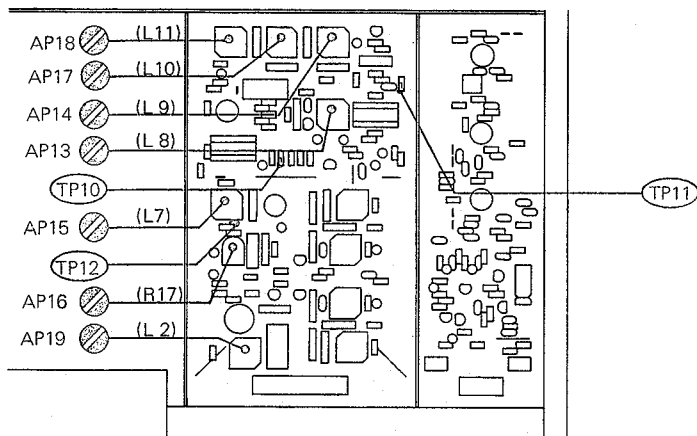 AP18 (L11)
AP17 (L10)
AP14 (L 9)
AP13 (L 8)
TP10
TP11
AP15 (L7)
TP12
AP16 (R17)
AP19 (L 2)